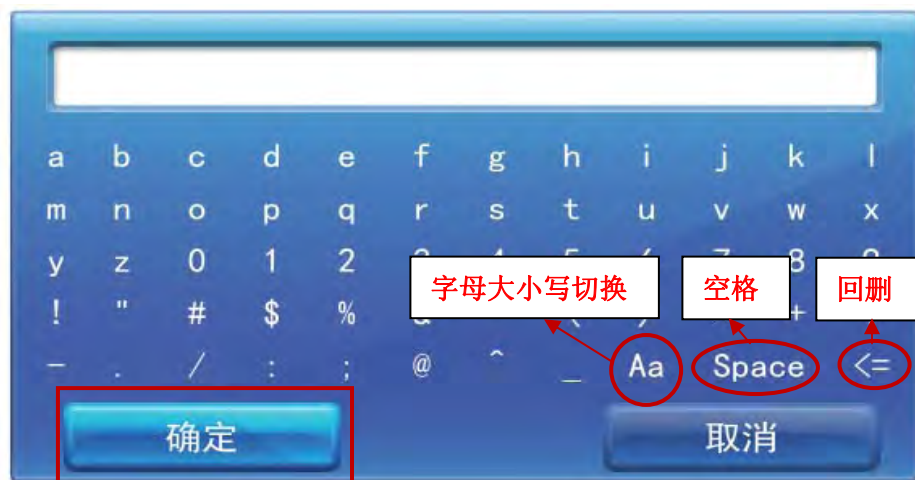 a b c d e f g h i j k l
m n o p q r s t u v w x
y z 0 1 2 8
字母大小写切换 空格 回删
! " # $ % +
- . / : ; @ ^ _ Aa Space <=
确定 取消